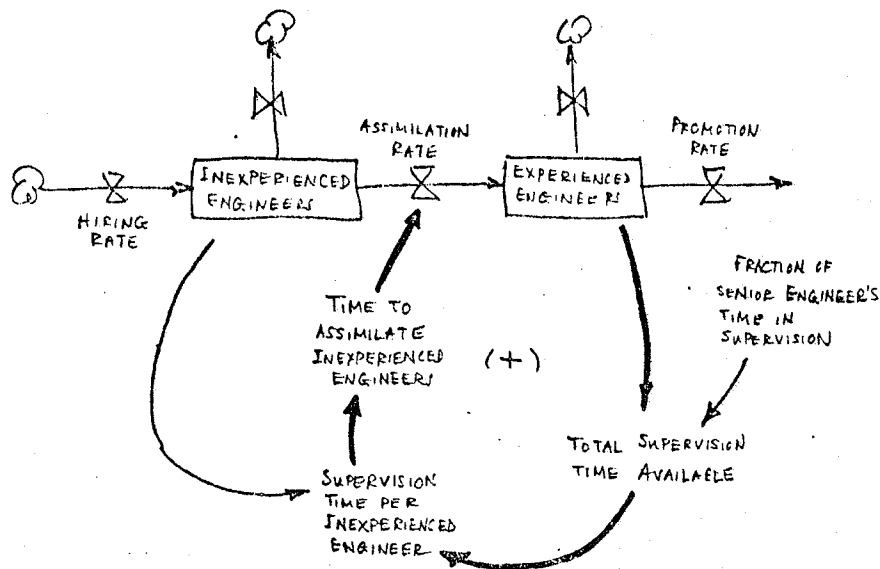 ASSIMILATION
RATE
PROMOTION
RATE
INEXPERIENCED
ENGINEERS
EXPERIENCED
ENGINEERS
HIRING
RATE
FRACTION OF
SENIOR ENGINEER'S
TIME IN
SUPERVISION
TIME TO
ASSIMILATE
INEXPERIENCED
ENGINEERS
(+)
TOTAL SUPERVISION
TIME AVAILABLE
SUPERVISION
TIME PER
INEXPERIENCED
ENGINEER